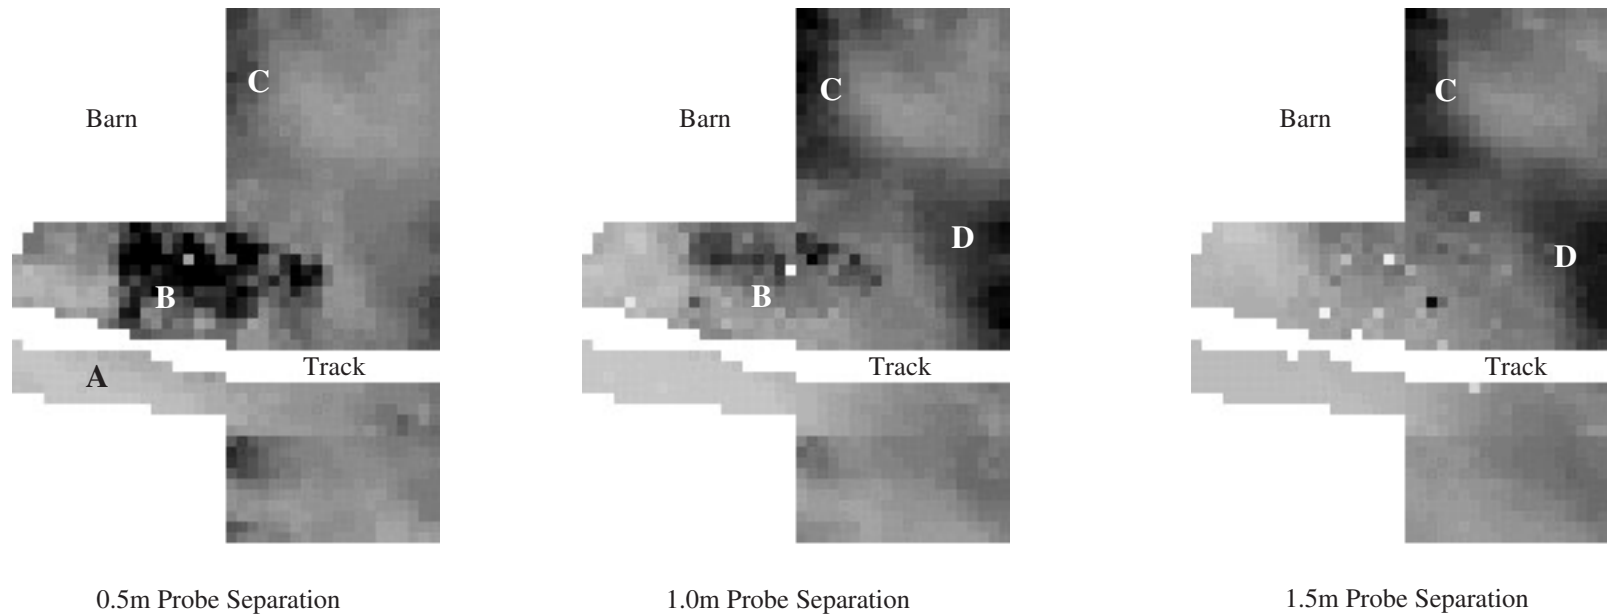 C
C
C
Barn
Barn
Barn
D
D
B
B
Track
Track
Track
A
0.5m Probe Separation
1.0m Probe Separation
1.5m Probe Separation